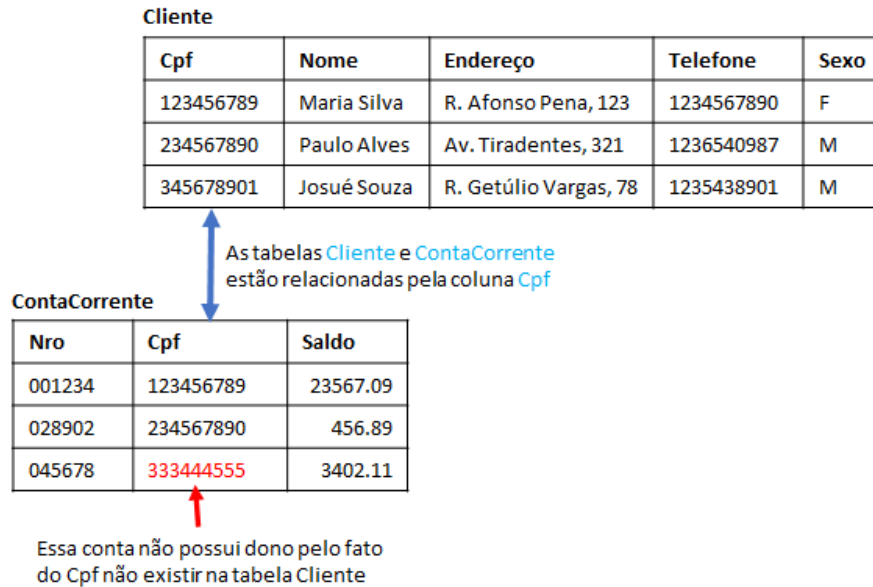 Cliente
Cpf Nome Endereço Telefone Sexo
123456789 Maria Silva R. Afonso Pena, 123 1234567890 F
234567890 Paulo Alves Av. Tiradentes, 321 1236540987 M
345678901 Josué Souza R. Getúlio Vargas, 78 1235438901 M
As tabelas Cliente e ContaCorrente
estão relacionadas pela coluna Cpf
ContaCorrente
Nro Cpf Saldo
001234 123456789 23567.09
028902 234567890 456.89
045678 333444555 3402.11
Essa conta não possui dono pelo fato
do Cpf não existir na tabela Cliente